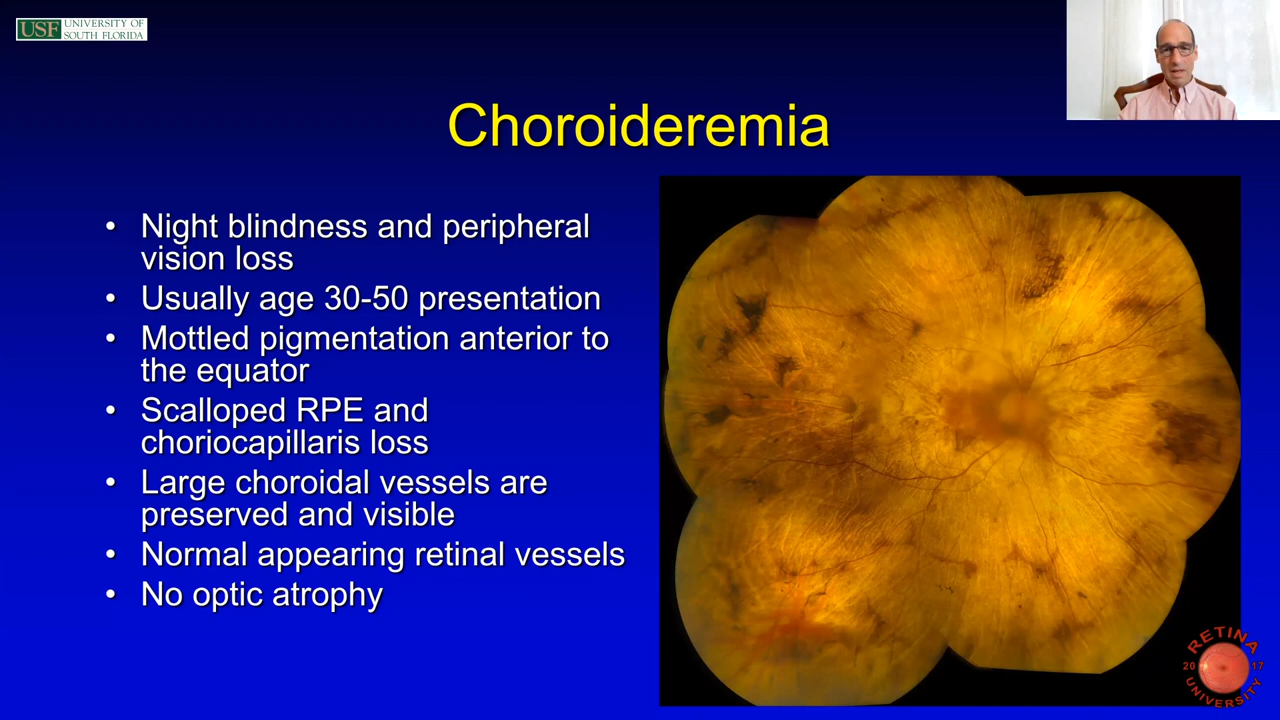 USF UNIVERSITY OF
SOUTH FLORIDA
Choroideremia
• Night blindness and peripheral
vision loss
• Usually age 30-50 presentation
• Mottled pigmentation anterior to
the equator
• Scalloped RPE and
choriocapillaris loss
• Large choroidal vessels are
preserved and visible
• Normal appearing retinal vessels
• No optic atrophy
RETINA
20 17
UNIVERSITY